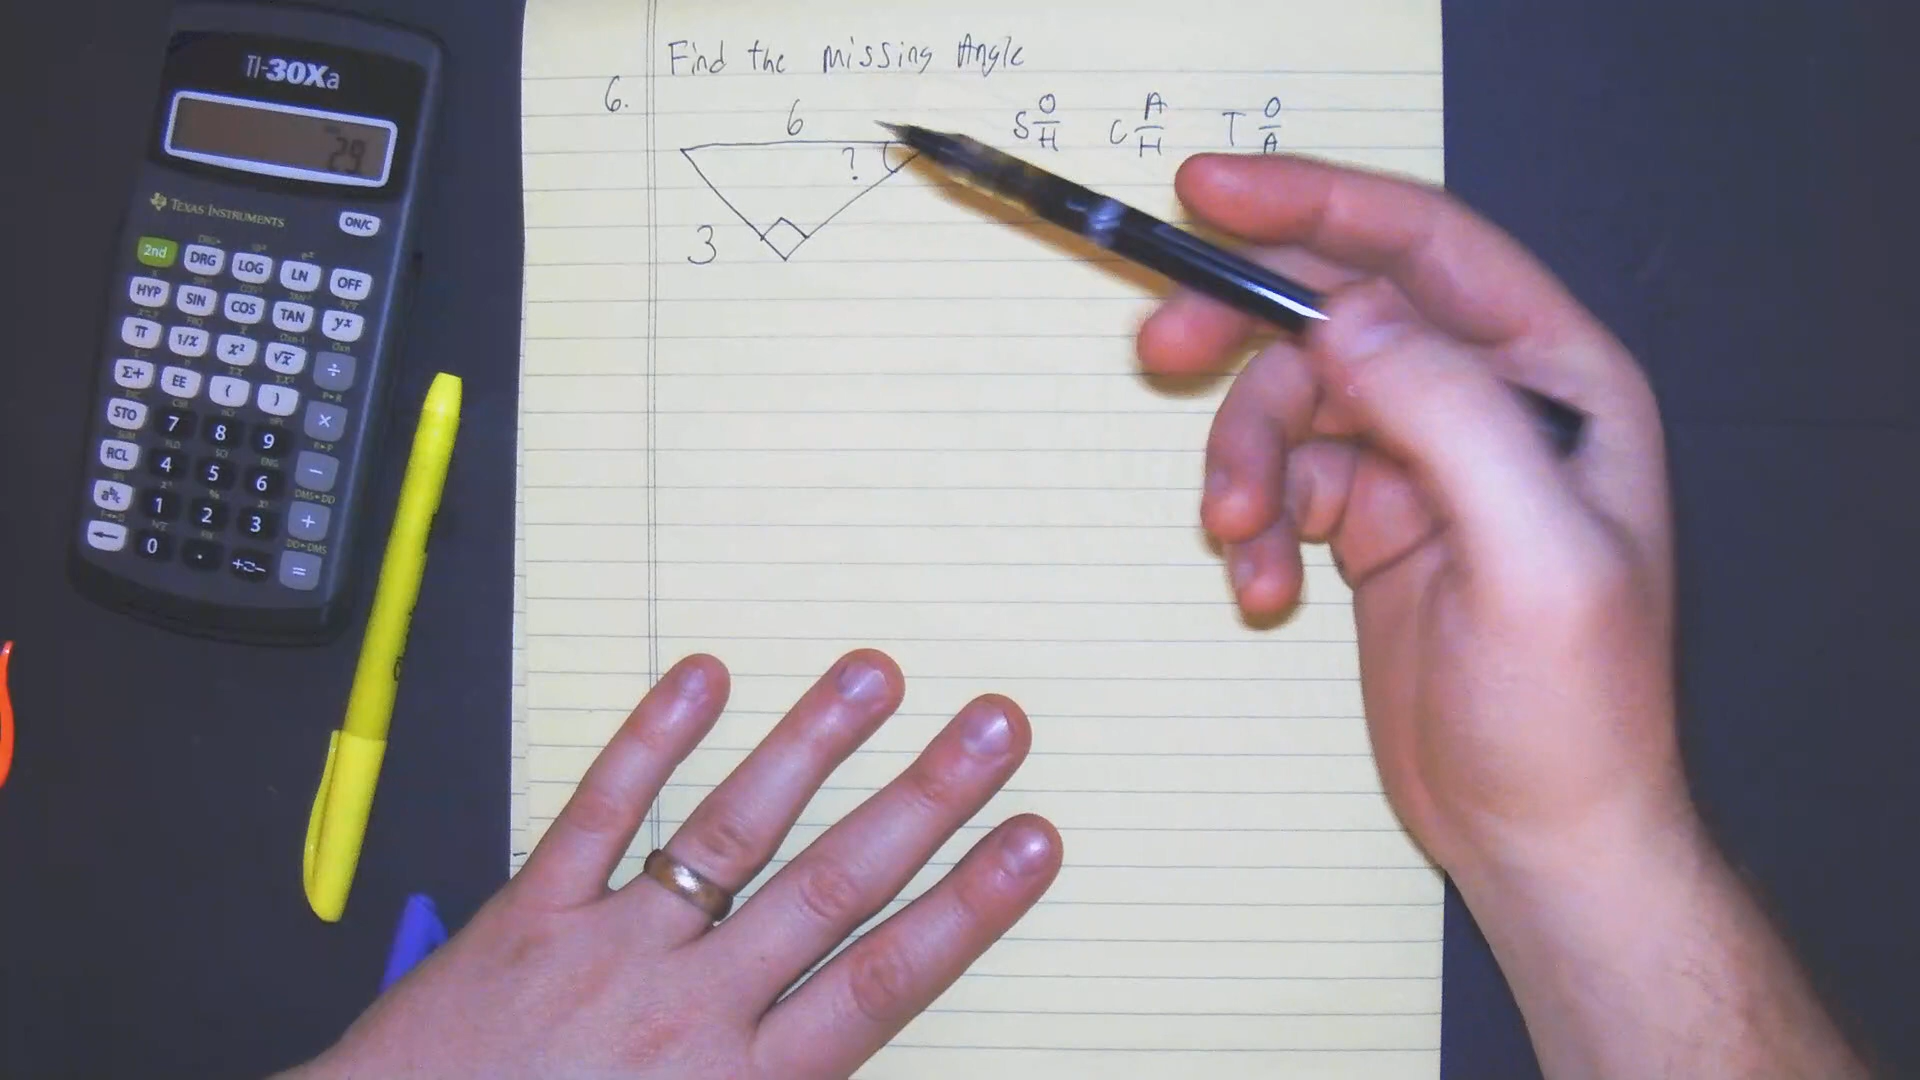 Find the missing Angle
6.
6
S O/H C A/H T O/A
?
3
TI-30Xa
29
TEXAS INSTRUMENTS
ON/C
2nd DRG LOG LN OFF
HYP SIN COS TAN yx
π 1/x x² √x ÷
Σ+ EE ( ) ×
STO 7 8 9 −
RCL 4 5 6 +
ab/c 1 2 3 =
← 0 . +⇄−